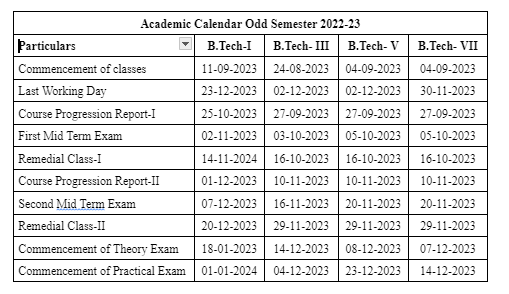 Academic Calendar Odd Semester 2022-23
Particulars B.Tech-I B.Tech- III B.Tech- V B.Tech- VII
Commencement of classes 11-09-2023 24-08-2023 04-09-2023 04-09-2023
Last Working Day 23-12-2023 02-12-2023 02-12-2023 30-11-2023
Course Progression Report-I 25-10-2023 27-09-2023 27-09-2023 27-09-2023
First Mid Term Exam 02-11-2023 03-10-2023 05-10-2023 05-10-2023
Remedial Class-I 14-11-2024 16-10-2023 16-10-2023 16-10-2023
Course Progression Report-II 01-12-2023 10-11-2023 10-11-2023 10-11-2023
Second Mid Term Exam 07-12-2023 16-11-2023 20-11-2023 20-11-2023
Remedial Class-II 20-12-2023 29-11-2023 29-11-2023 29-11-2023
Commencement of Theory Exam 18-01-2023 14-12-2023 08-12-2023 07-12-2023
Commencement of Practical Exam 01-01-2024 04-12-2023 23-12-2023 14-12-2023